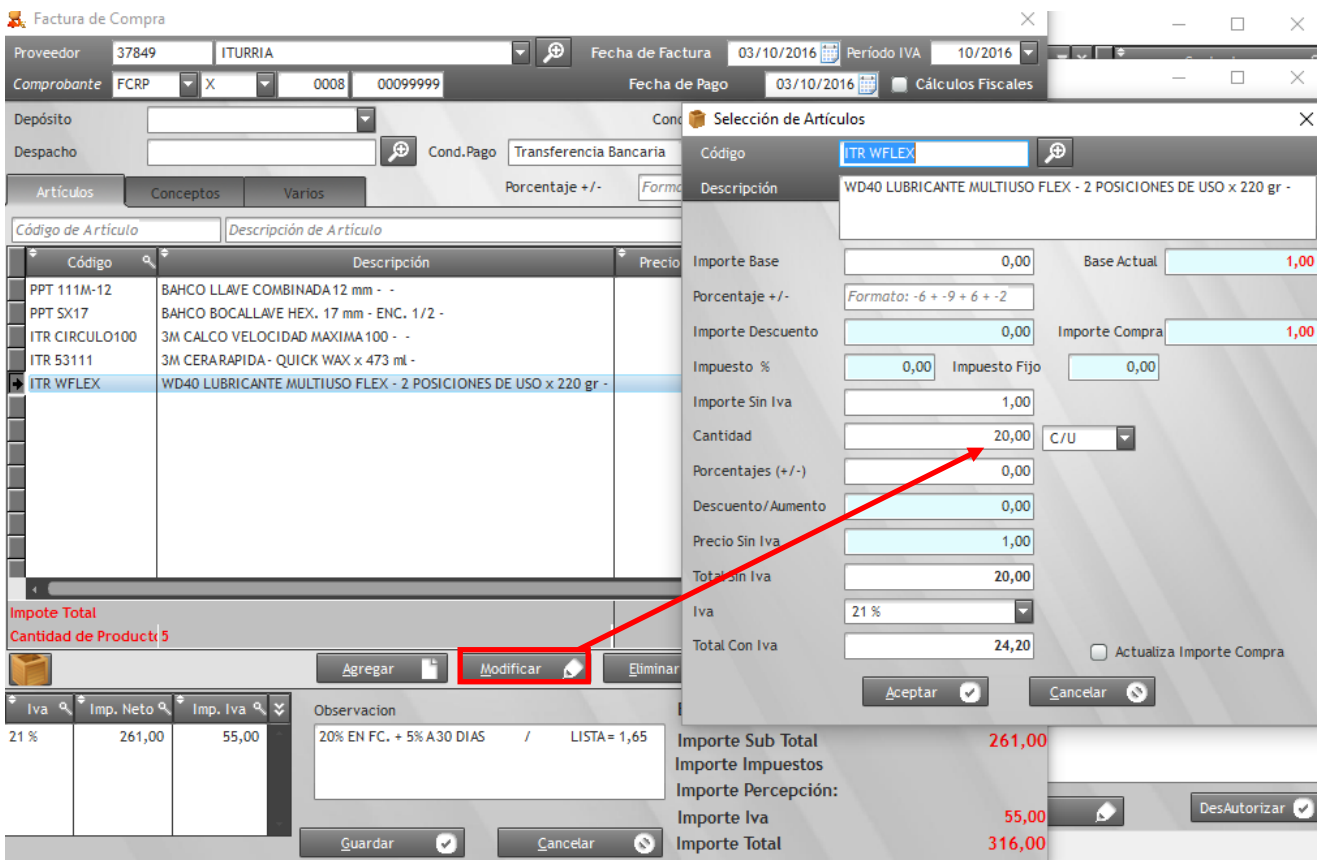 Factura de Compra
Proveedor 37849 ITURRIA Fecha de Factura 03/10/2016 Período IVA 10/2016
Comprobante FCRP X 0008 00099999 Fecha de Pago 03/10/2016 Cálculos Fiscales
Depósito
Despacho Cond.Pago Transferencia Bancaria
Artículos Conceptos Varios Porcentaje +/-
Código de Artículo Descripción de Artículo
Código Descripción Precio
PPT 111M-12 BAHCO LLAVE COMBINADA 12 mm - -
PPT SX17 BAHCO BOCALLAVE HEX. 17 mm - ENC. 1/2 -
ITR CIRCULO100 3M CALCO VELOCIDAD MAXIMA 100 - -
ITR 53111 3M CERA RAPIDA - QUICK WAX x 473 ml -
ITR WFLEX WD40 LUBRICANTE MULTIUSO FLEX - 2 POSICIONES DE USO x 220 gr -
Impote Total
Cantidad de Product 5
Agregar Modificar Eliminar
Iva Imp. Neto Imp. Iva
21 % 261,00 55,00
Observacion
20% EN FC. + 5% A 30 DIAS / LISTA = 1,65
Guardar Cancelar
Importe Sub Total 261,00
Importe Impuestos
Importe Percepción:
Importe Iva 55,00
Importe Total 316,00
Selección de Artículos
Código ITR WFLEX
Descripción WD40 LUBRICANTE MULTIUSO FLEX - 2 POSICIONES DE USO x 220 gr -
Importe Base 0,00 Base Actual 1,00
Porcentaje +/- Formato: -6 + -9 + 6 + -2
Importe Descuento 0,00 Importe Compra 1,00
Impuesto % 0,00 Impuesto Fijo 0,00
Importe Sin Iva 1,00
Cantidad 20,00 C/U
Porcentajes (+/-) 0,00
Descuento/Aumento 0,00
Precio Sin Iva 1,00
Total Sin Iva 20,00
Iva 21 %
Total Con Iva 24,20 Actualiza Importe Compra
Aceptar Cancelar
DesAutorizar